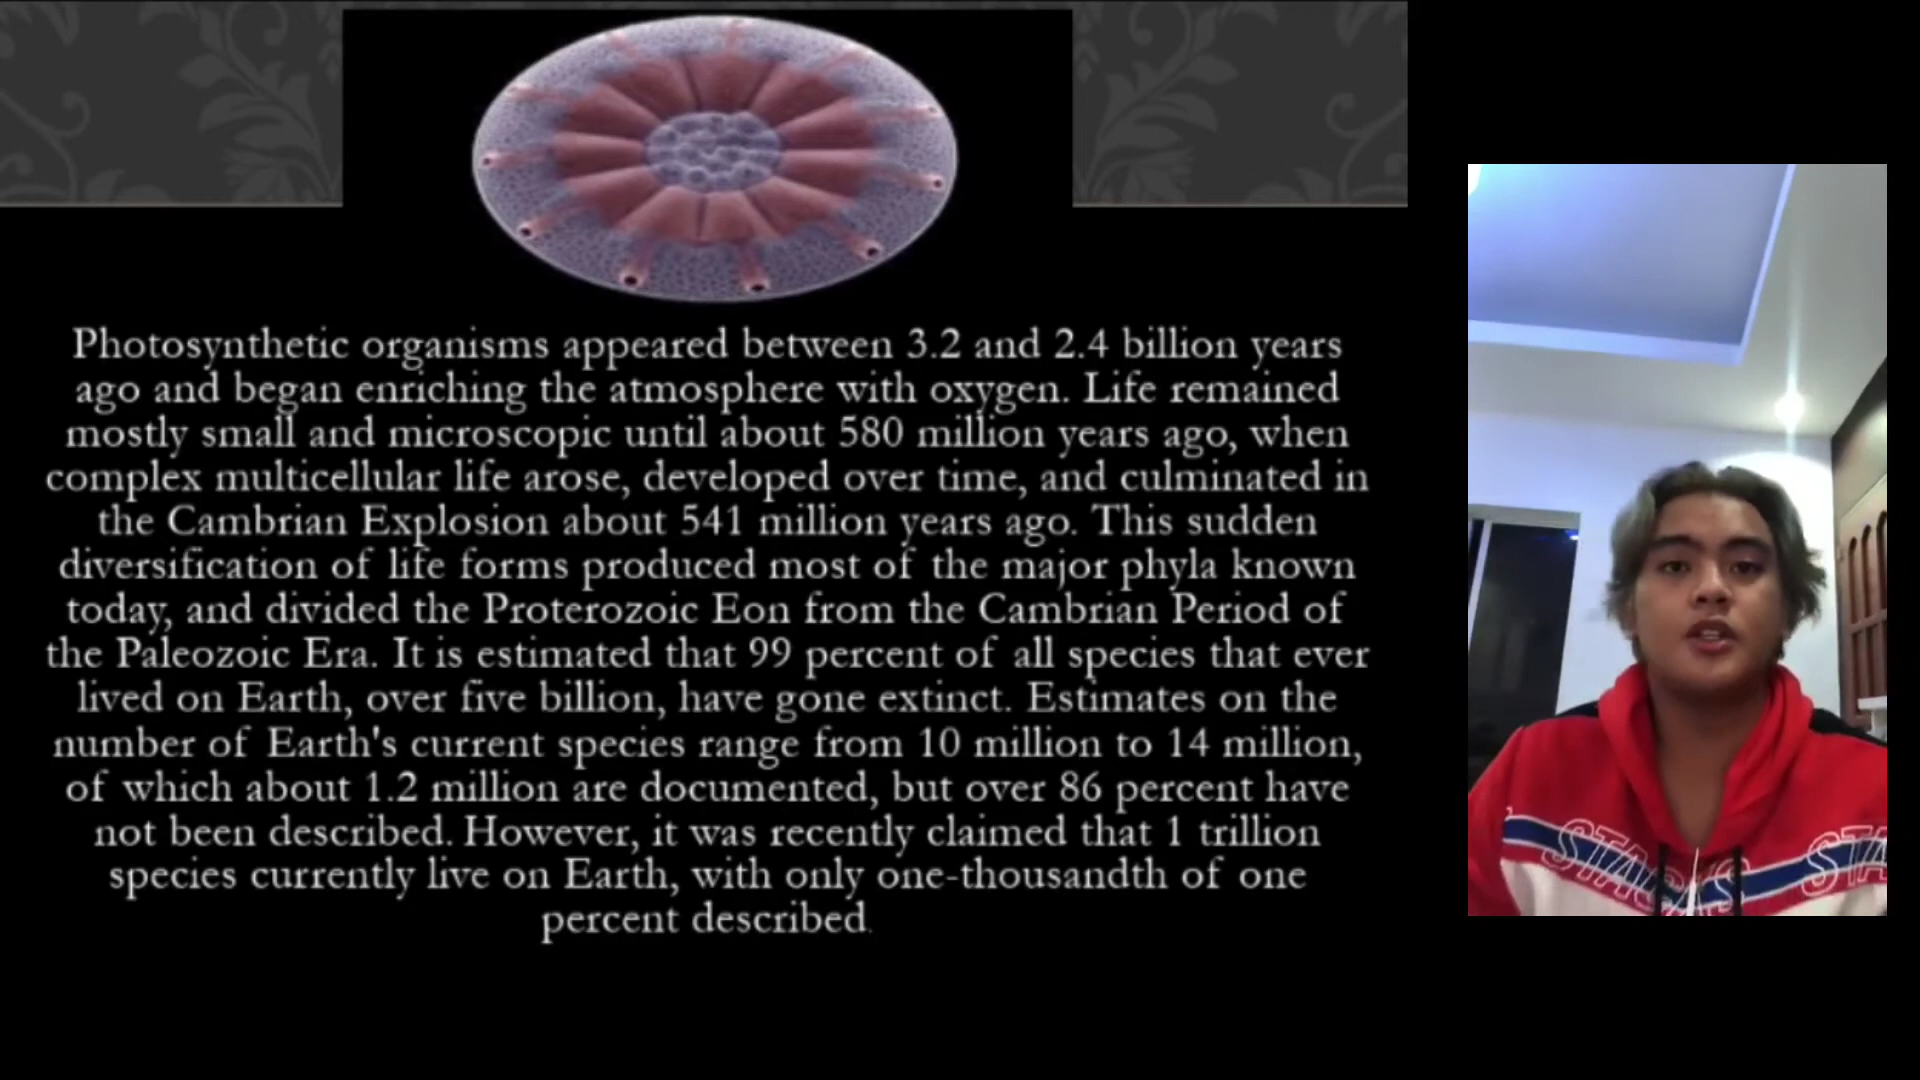 Photosynthetic organisms appeared between 3.2 and 2.4 billion years
ago and began enriching the atmosphere with oxygen. Life remained
mostly small and microscopic until about 580 million years ago, when
complex multicellular life arose, developed over time, and culminated in
the Cambrian Explosion about 541 million years ago. This sudden
diversification of life forms produced most of the major phyla known
today, and divided the Proterozoic Eon from the Cambrian Period of
the Paleozoic Era. It is estimated that 99 percent of all species that ever
lived on Earth, over five billion, have gone extinct. Estimates on the
number of Earth's current species range from 10 million to 14 million,
of which about 1.2 million are documented, but over 86 percent have
not been described. However, it was recently claimed that 1 trillion
species currently live on Earth, with only one-thousandth of one
percent described.